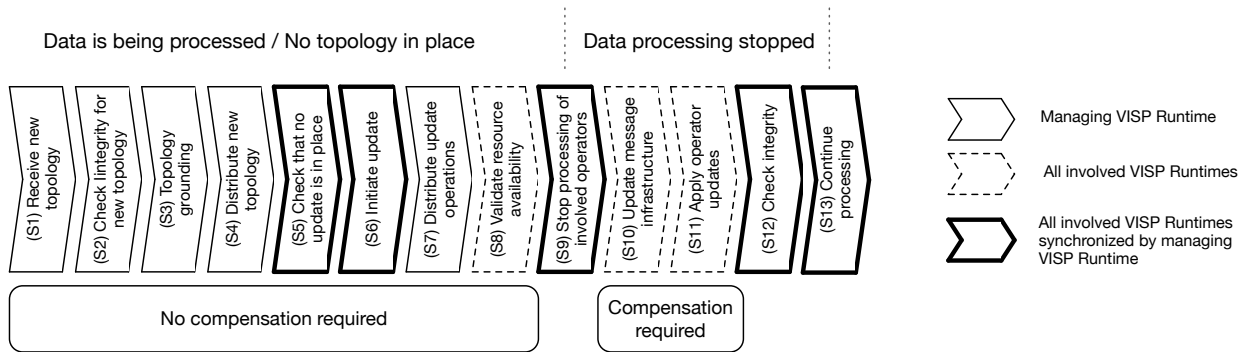 Data is being processed / No topology in place
Data processing stopped
(S1) Receive new
topology
(S2) Check Iintegrity for
new topology
(S3) Topology
grounding
(S4) Distribute new
topology
(S5) Check that no
update is in place
(S6) Initiate update
(S7) Distribute update
operations
(S8) Validate resource
availability
(S9) Stop processing of
involved operators
(S10) Update message
infrastructure
(S11) Apply operator
updates
(S12) Check integrity
(S13) Continue
processing
No compensation required
Compensation
required
Managing VISP Runtime
All involved VISP Runtimes
All involved VISP Runtimes
synchronized by managing
VISP Runtime